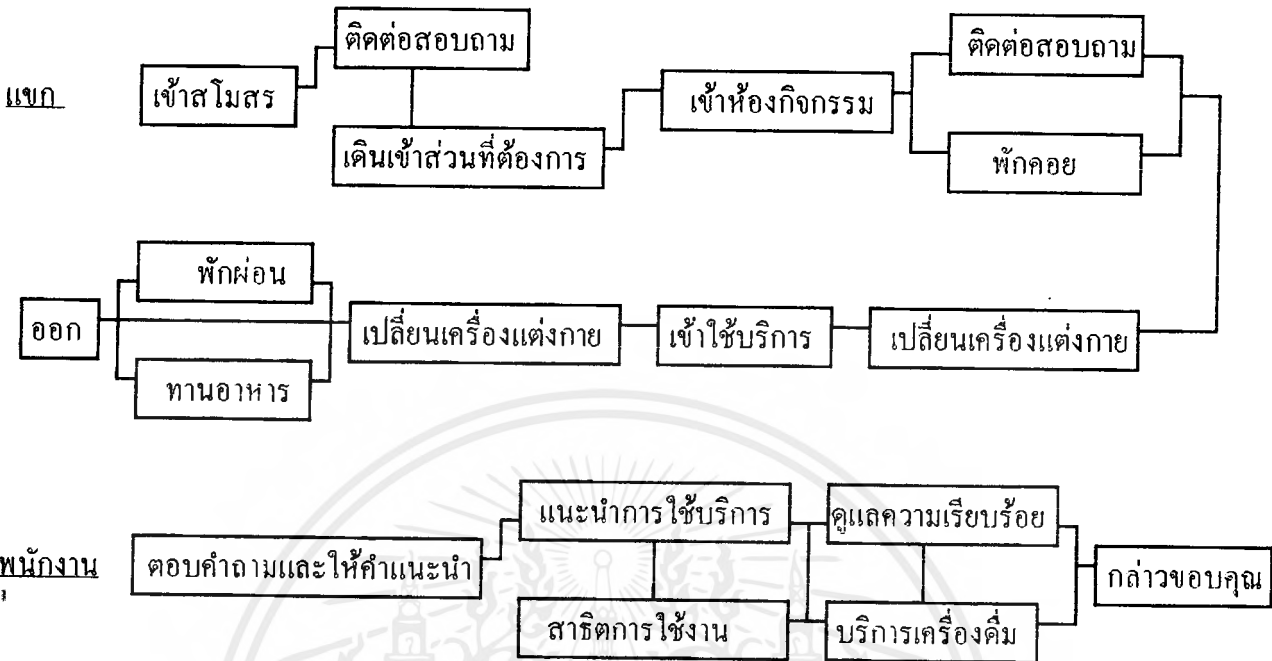 แขก
เข้าสโมสร
ติดต่อสอบถาม
เดินเข้าส่วนที่ต้องการ
เข้าห้องกิจกรรม
ติดต่อสอบถาม
พักคอย
เปลี่ยนเครื่องแต่งกาย
เข้าใช้บริการ
เปลี่ยนเครื่องแต่งกาย
พักผ่อน
ทานอาหาร
ออก
พนักงาน
ตอบคำถามและให้คำแนะนำ
แนะนำการใช้บริการ
สาธิตการใช้งาน
ดูแลความเรียบร้อย
บริการเครื่องดื่ม
กล่าวขอบคุณ